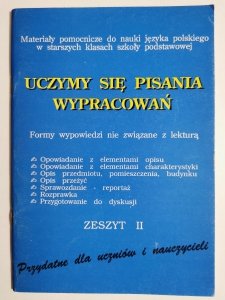 Materiały pomocnicze do nauki języka polskiego
w starszych klasach szkoły podstawowej
UCZYMY SIĘ PISANIA
WYPRACOWAŃ
Formy wypowiedzi nie związane z lekturą
Opowiadanie z elementami opisu
Opowiadanie z elementami charakterystyki
Opis przedmiotu, pomieszczenia, budynku
Opis przeżyć
Sprawozdanie - reportaż
Rozprawka
Przygotowanie do dyskusji
ZESZYT II
Przydatne dla uczniów i nauczycieli